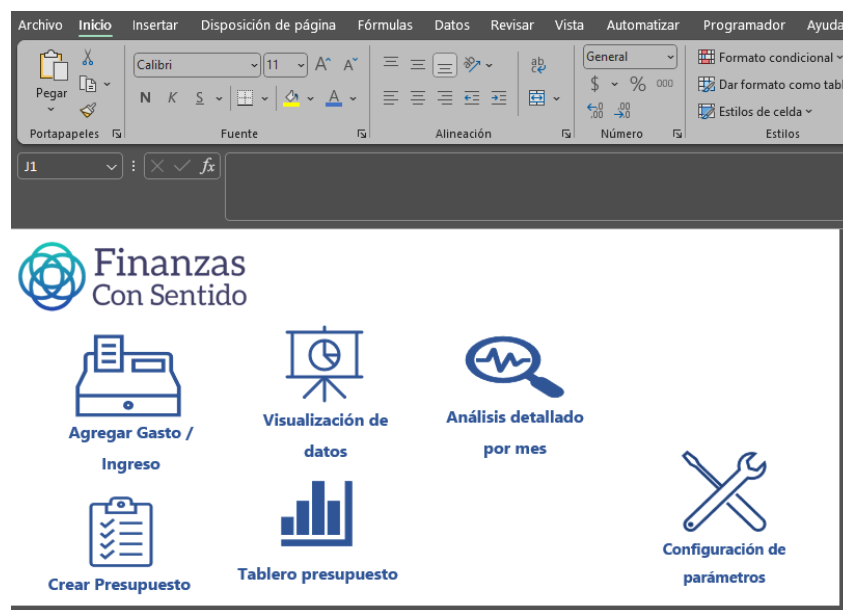 Archivo Inicio Insertar Disposición de página Fórmulas Datos Revisar Vista Automatizar Programador Ayuda
Calibri 11 A A ab General Formato condicional
Pegar N K S A $ % 000 Dar formato como tabl
Estilos de celda
Portapapeles Fuente Alineación Número Estilos
J1 fx
Finanzas
Con Sentido
Agregar Gasto /
Ingreso
Visualización de
datos
Análisis detallado
por mes
Crear Presupuesto
Tablero presupuesto
Configuración de
parámetros